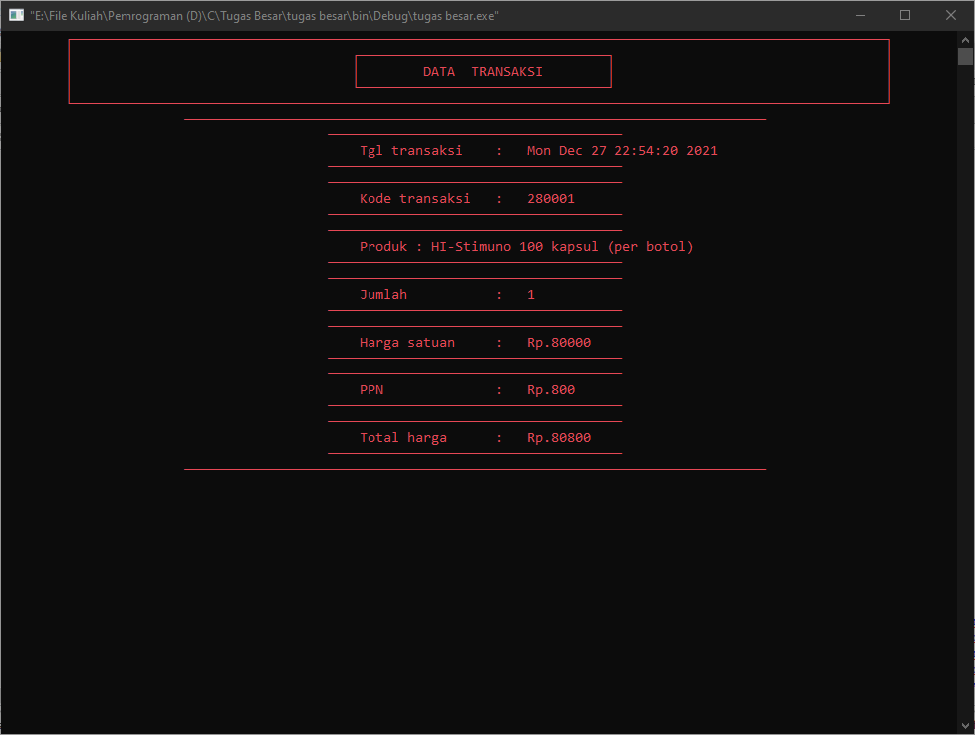 "E:\File Kuliah\Pemrograman (D)\C\Tugas Besar\tugas besar\bin\Debug\tugas besar.exe"
DATA TRANSAKSI
Tgl transaksi : Mon Dec 27 22:54:20 2021
Kode transaksi : 280001
Produk : HI-Stimuno 100 kapsul (per botol)
Jumlah : 1
Harga satuan : Rp.80000
PPN : Rp.800
Total harga : Rp.80800